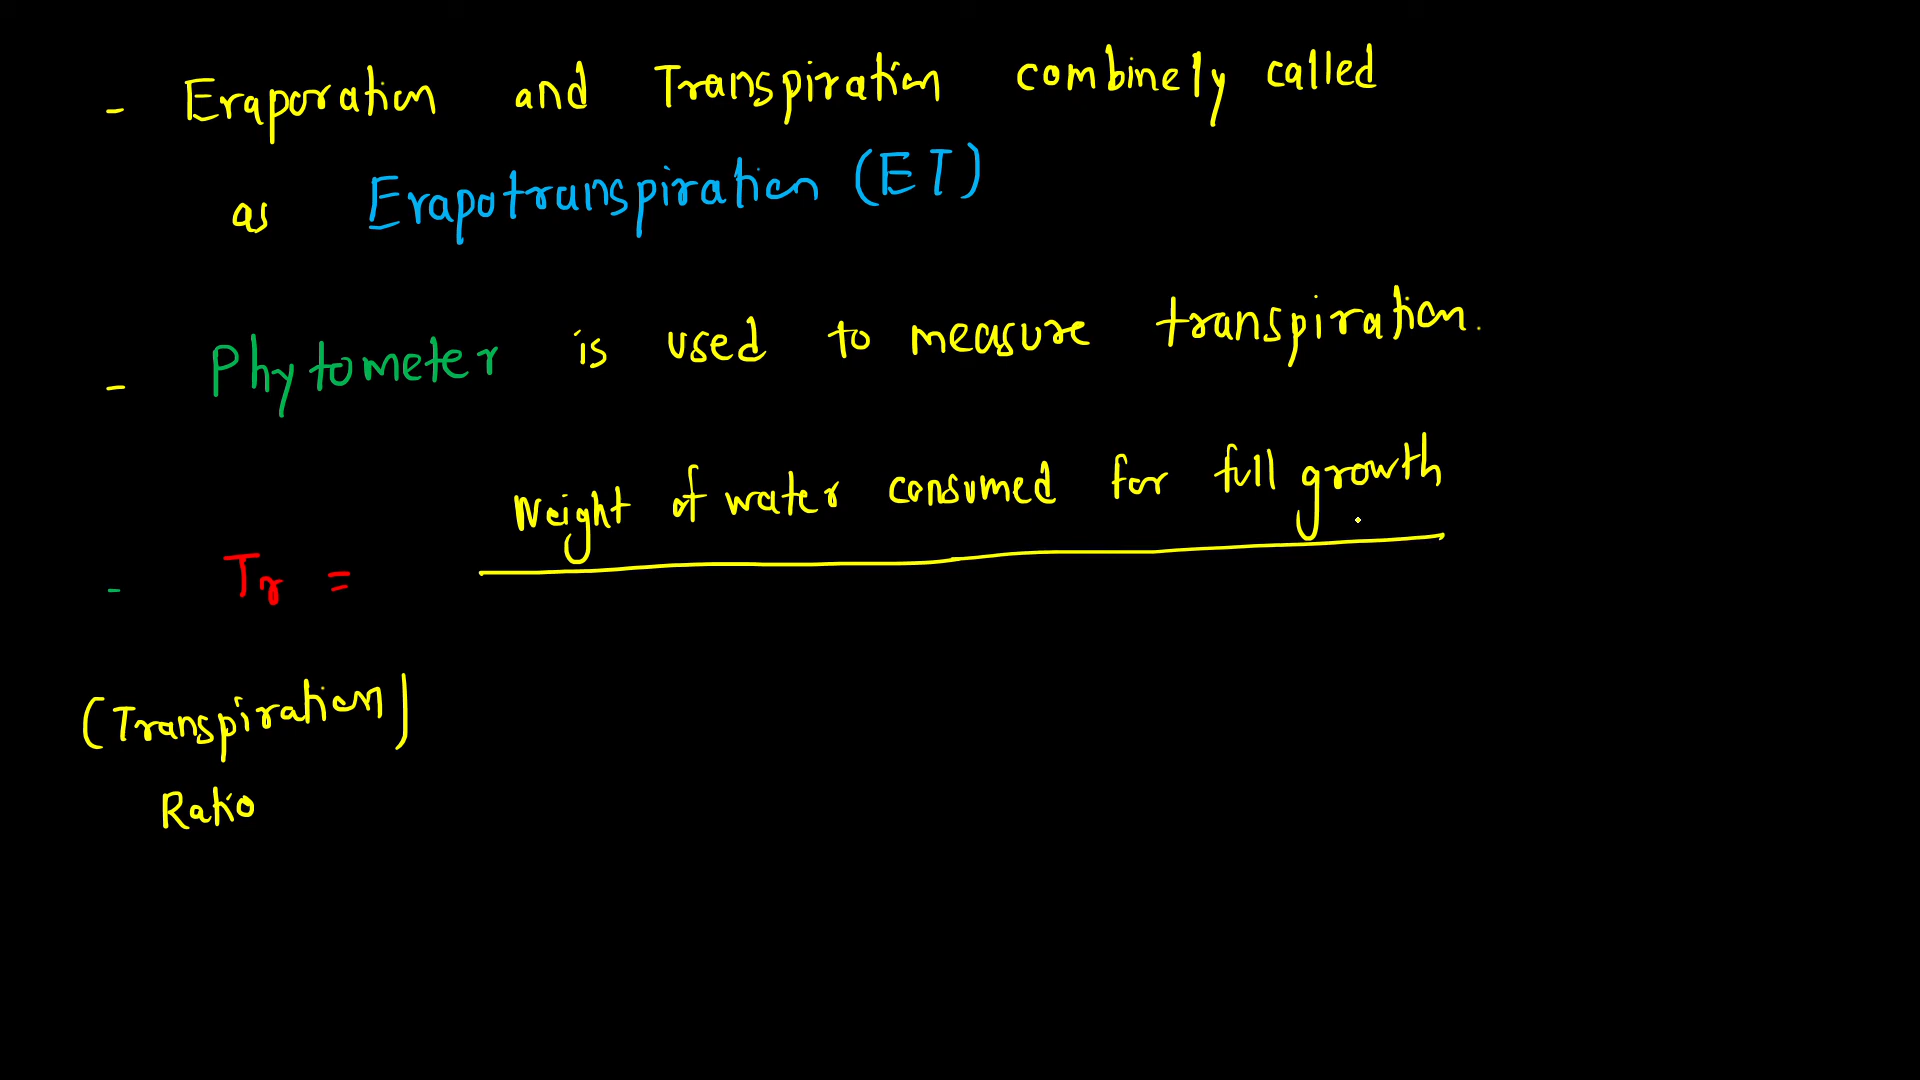 - Evaporation and Transpiration combinely called
as Evapotranspiration (ET)
- Phytometer is used to measure transpiration.
Weight of water consumed for full growth
- Tr =
(Transpiration)
Ratio